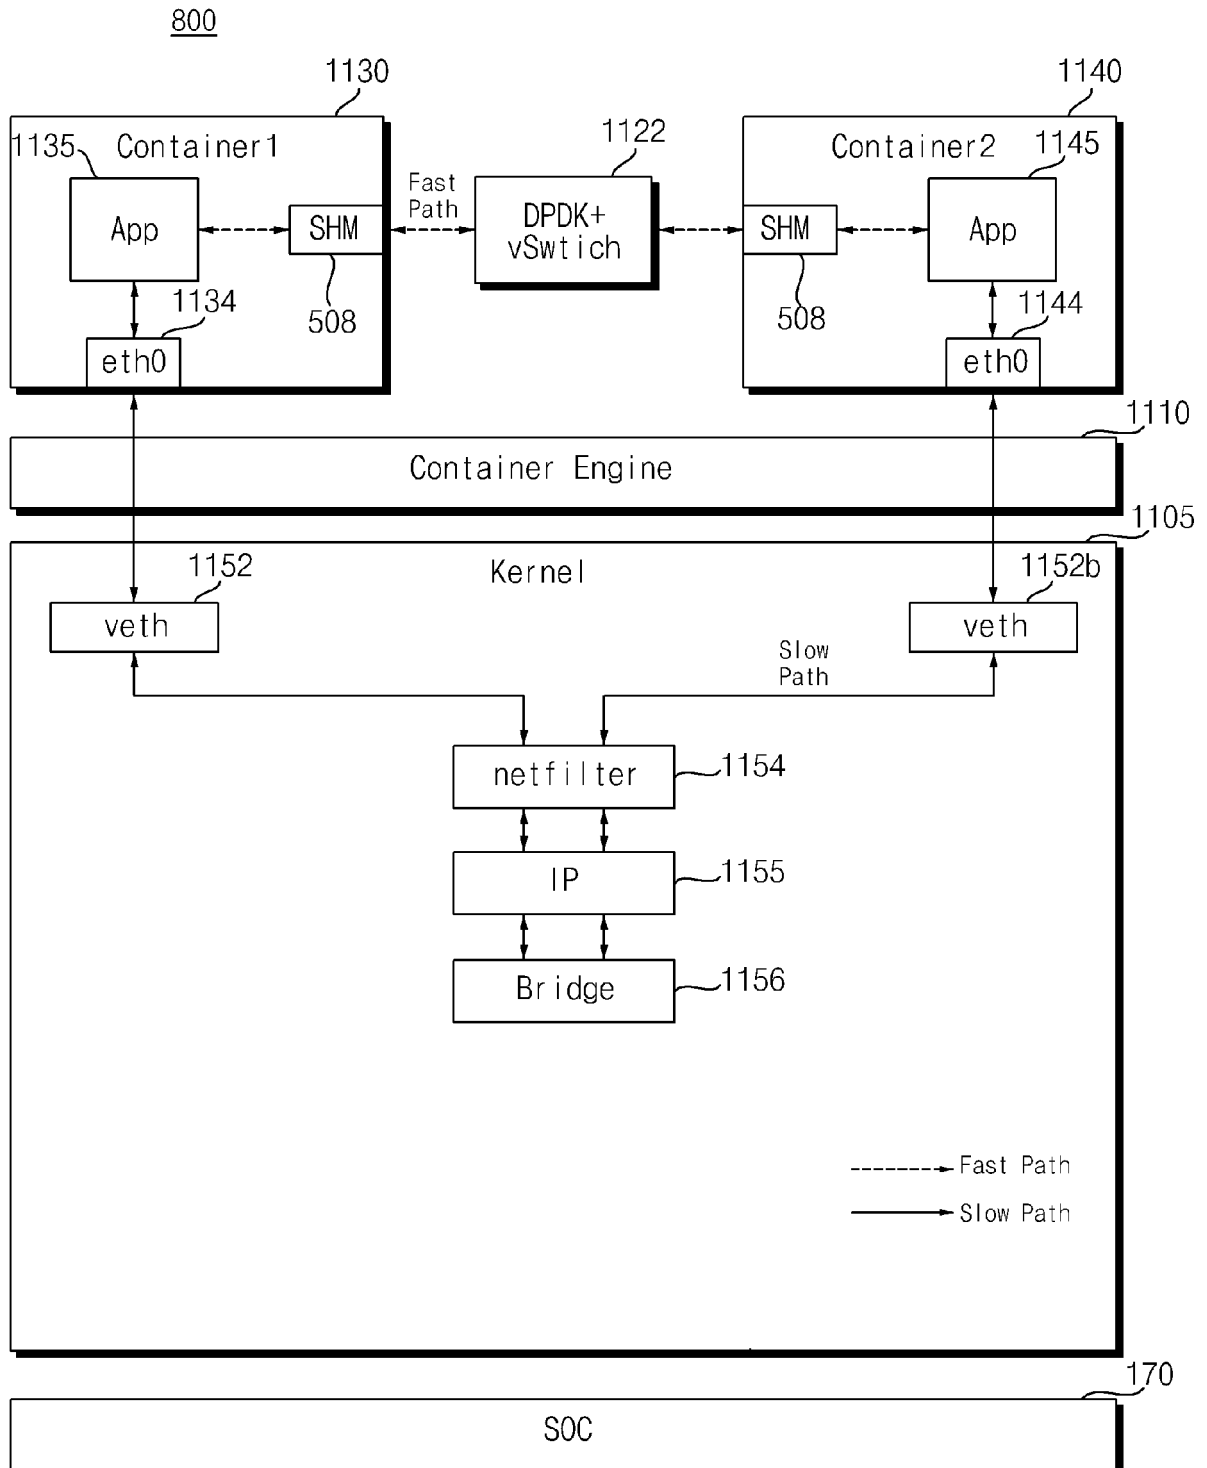 800
1130
1140
1135
Container1
1122
Container2
1145
Fast
Path
App
SHM
DPDK+
vSwtich
SHM
App
508
1134
508
1144
eth0
eth0
1110
Container Engine
1105
Kernel
1152
1152b
veth
veth
Slow
Path
netfilter
1154
IP
1155
Bridge
1156
Fast Path
Slow Path
170
SOC